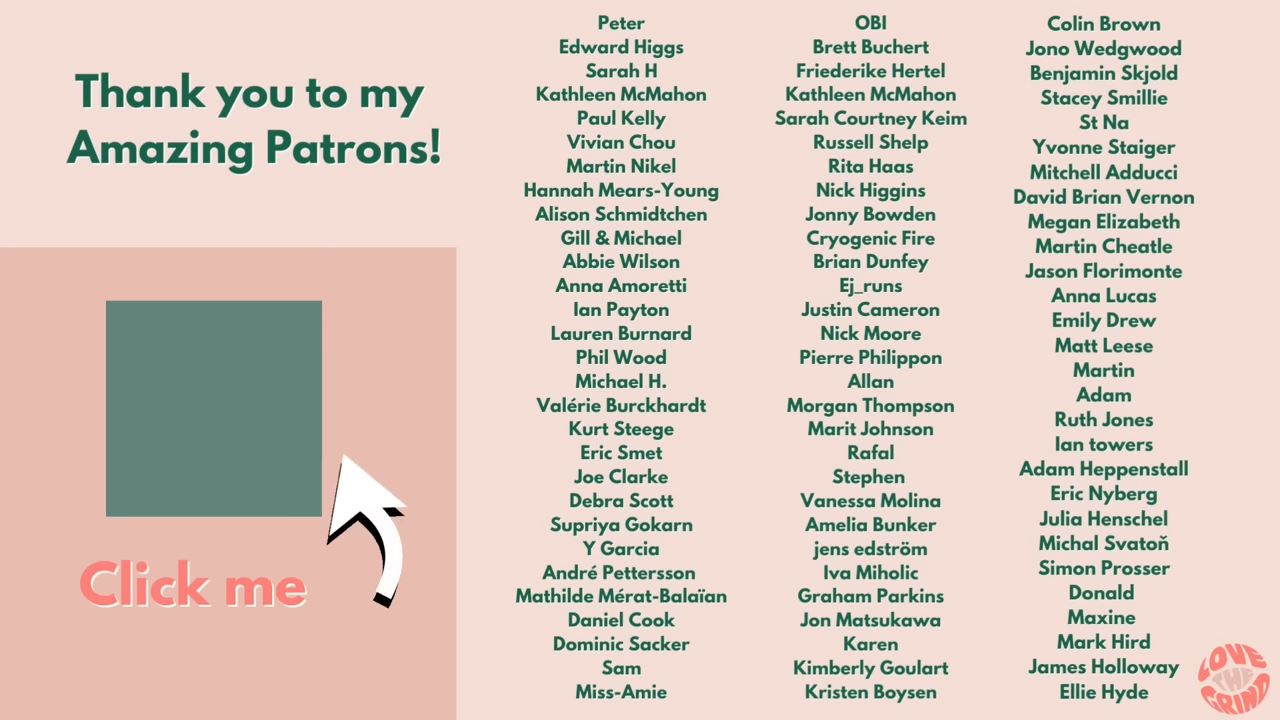 Thank you to my
Amazing Patrons!
Click me
Peter
Edward Higgs
Sarah H
Kathleen McMahon
Paul Kelly
Vivian Chou
Martin Nikel
Hannah Mears-Young
Alison Schmidtchen
Gill & Michael
Abbie Wilson
Anna Amoretti
Ian Payton
Lauren Burnard
Phil Wood
Michael H.
Valérie Burckhardt
Kurt Steege
Eric Smet
Joe Clarke
Debra Scott
Supriya Gokarn
Y Garcia
André Pettersson
Mathilde Mérat-Balaïan
Daniel Cook
Dominic Sacker
Sam
Miss-Amie
OBI
Brett Buchert
Friederike Hertel
Kathleen McMahon
Sarah Courtney Keim
Russell Shelp
Rita Haas
Nick Higgins
Jonny Bowden
Cryogenic Fire
Brian Dunfey
Ej_runs
Justin Cameron
Nick Moore
Pierre Philippon
Allan
Morgan Thompson
Marit Johnson
Rafal
Stephen
Vanessa Molina
Amelia Bunker
jens edström
Iva Miholic
Graham Parkins
Jon Matsukawa
Karen
Kimberly Goulart
Kristen Boysen
Colin Brown
Jono Wedgwood
Benjamin Skjold
Stacey Smillie
St Na
Yvonne Staiger
Mitchell Adducci
David Brian Vernon
Megan Elizabeth
Martin Cheatle
Jason Florimonte
Anna Lucas
Emily Drew
Matt Leese
Martin
Adam
Ruth Jones
Ian towers
Adam Heppenstall
Eric Nyberg
Julia Henschel
Michal Svatoň
Simon Prosser
Donald
Maxine
Mark Hird
James Holloway
Ellie Hyde
LOVE
THE
GRIND